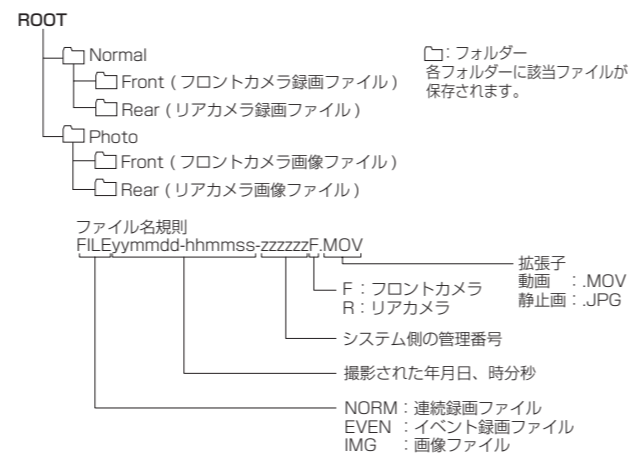 ROOT
Normal
Front ( フロントカメラ録画ファイル )
Rear ( リアカメラ録画ファイル )
Photo
Front ( フロントカメラ画像ファイル )
Rear ( リアカメラ画像ファイル )
:フォルダー
各フォルダーに該当ファイルが
保存されます。
ファイル名規則
FILEyymmdd-hhmmss-zzzzzzF.MOV
拡張子
動画 :.MOV
静止画:.JPG
F:フロントカメラ
R:リアカメラ
システム側の管理番号
撮影された年月日、時分秒
NORM:連続録画ファイル
EVEN :イベント録画ファイル
IMG :画像ファイル